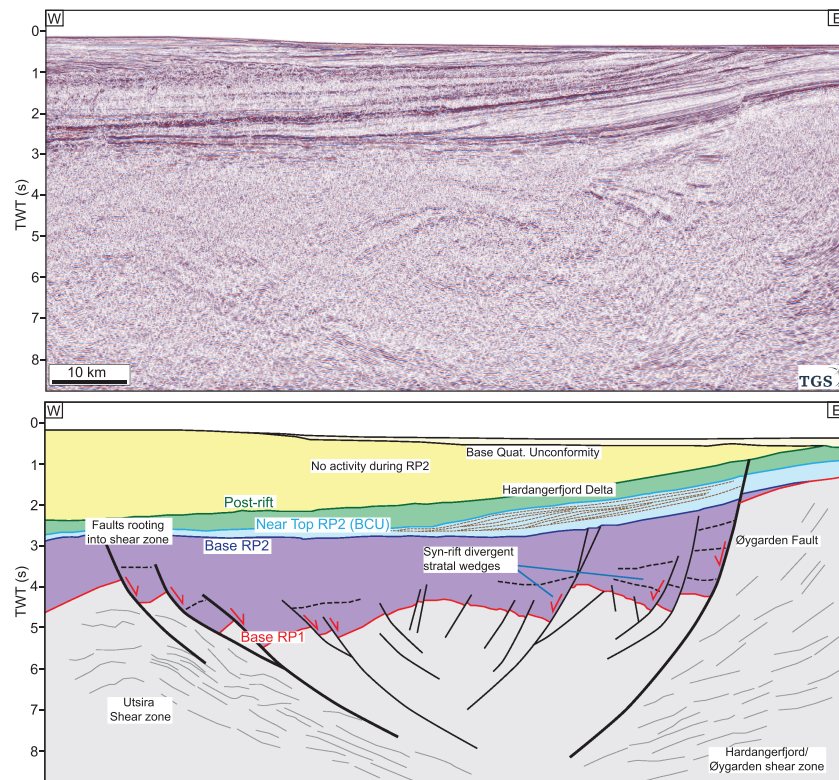 W
E
0
1
2
3
4
5
6
7
8
TWT (s)
10 km
TGS
W
E
0
1
2
3
4
5
6
7
8
TWT (s)
Base Quat. Unconformity
No activity during RP2
Hardangerfjord Delta
Post-rift
Near Top RP2 (BCU)
Faults rooting
into shear zone
Base RP2
Øygarden Fault
Syn-rift divergent
stratal wedges
Base RP1
Utsira
Shear zone
Hardangerfjord/
Øygarden shear zone